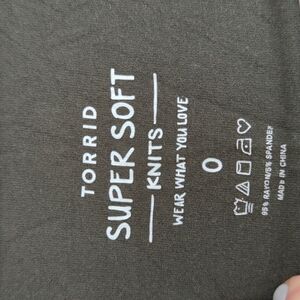 TORRID
SUPER SOFT
KNITS
WEAR WHAT YOU LOVE
0
95% RAYON/5% SPANDEX
MADE IN CHINA